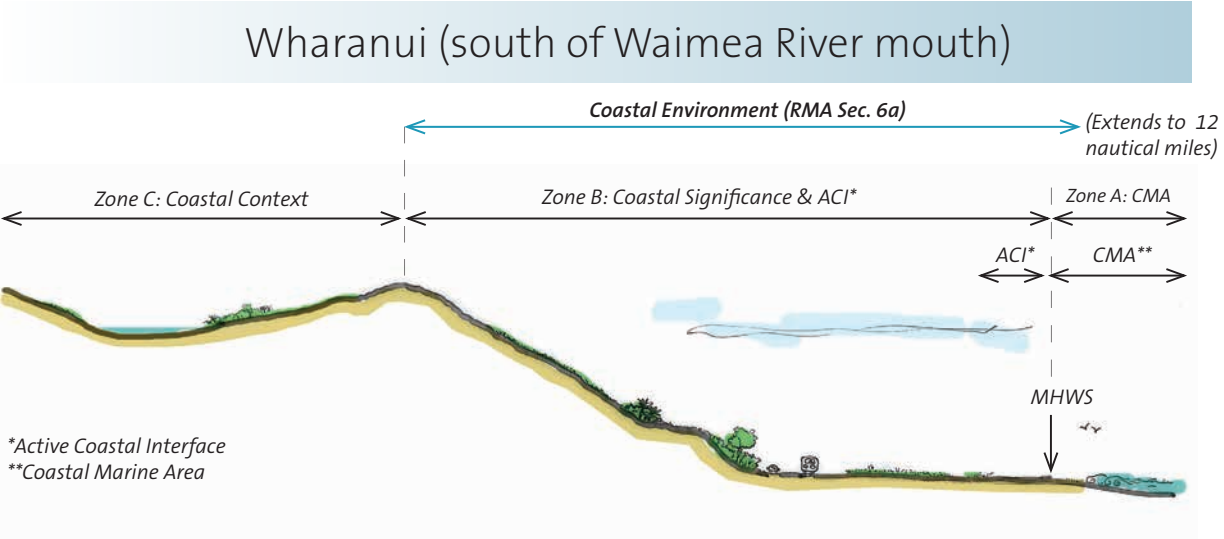 Wharanui (south of Waimea River mouth)
Coastal Environment (RMA Sec. 6a)
(Extends to 12
nautical miles)
Zone C: Coastal Context
Zone B: Coastal Significance & ACI*
Zone A: CMA
ACI*
CMA**
MHWS
*Active Coastal Interface
**Coastal Marine Area